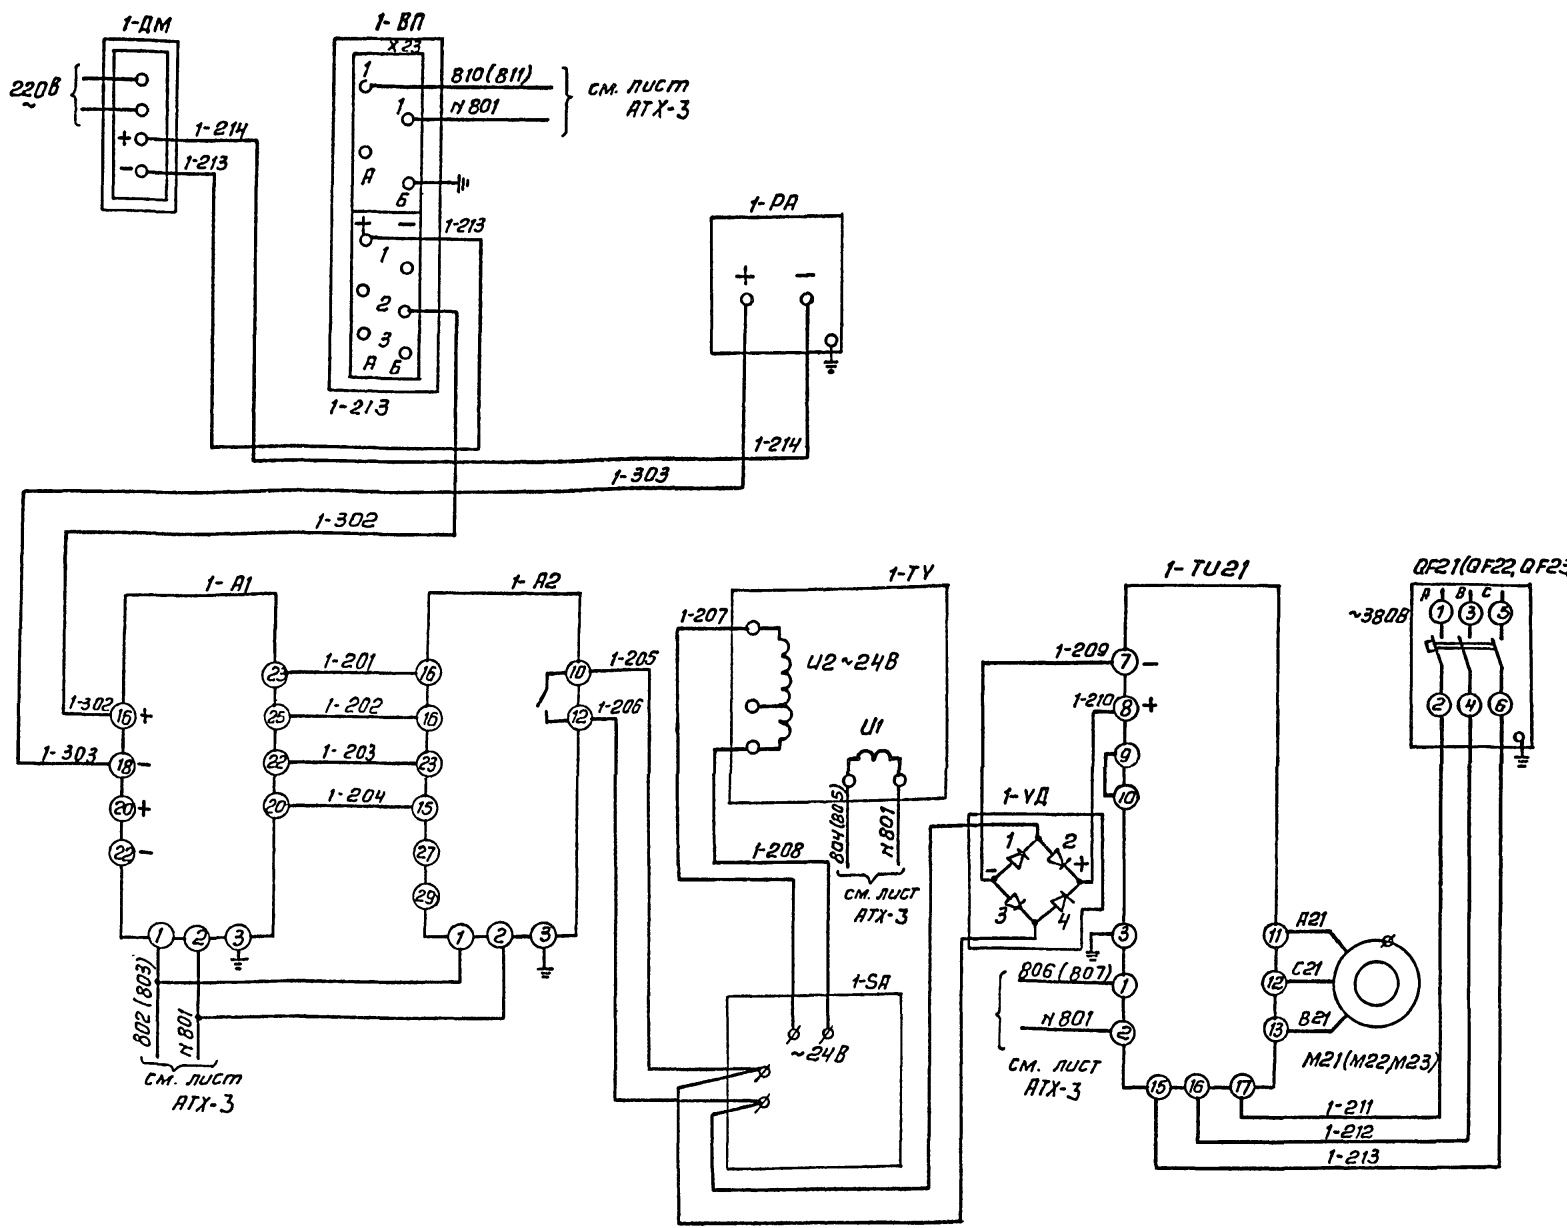 1-ДМ
220В
~
+
-
1-214
1-213
1-ВП
X23
1
1
А
Б
810(811)
N801
см. лист
АТХ-3
+ -
1
2
3
А Б
1-213
1-213
1-РА
+ -
1-214
1-303
1-302
1-А1
1-302
16 +
1-303
18 -
20 +
22 -
23
25
22
20
1 2 3
802(803)
N801
см. лист
АТХ-3
1-201
1-202
1-203
1-204
1-А2
16
16
23
15
27
29
10
12
1 2 3
1-205
1-206
1-ТУ
1-207
U2~24В
U1
804(805)
N801
см. лист
АТХ-3
1-208
1-SA
~24В
1-УД
1 2
- +
3 4
1-TU21
1-209
7 -
1-210
8 +
9
10
3
806(807)
1
N801
2
см. лист
АТХ-3
11
12
13
15 16 17
А21
С21
В21
М21(М22,М23)
QF21(QF22,QF23
А В С
~380В
1 3 5
2 4 6
1-211
1-212
1-213